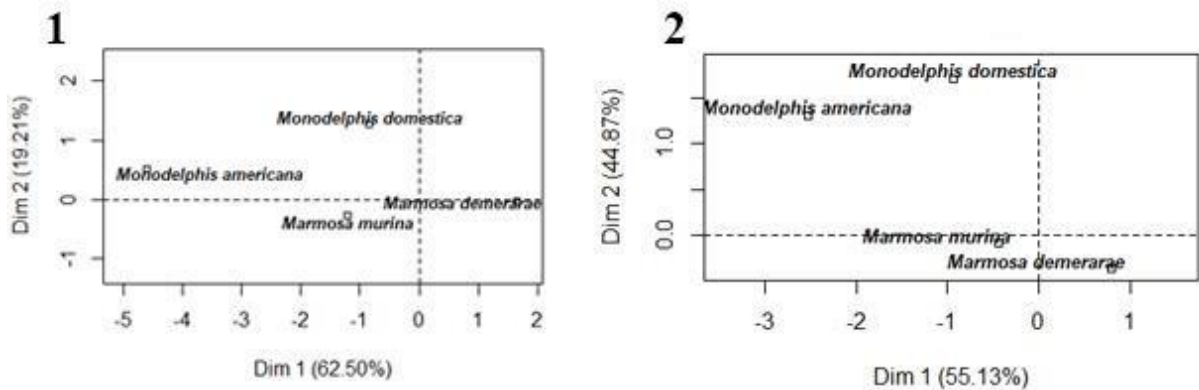 1
2
1
0
-1
Dim 2 (19.21%)
Monodelphis domestica
Monodelphis americana
Marmosa demerarae
Marmosa murina
-5 -4 -3 -2 -1 0 1 2
Dim 1 (62.50%)
2
1.0
0.0
Dim 2 (44.87%)
Monodelphis domestica
Monodelphis americana
Marmosa murina
Marmosa demerarae
-3 -2 -1 0 1
Dim 1 (55.13%)